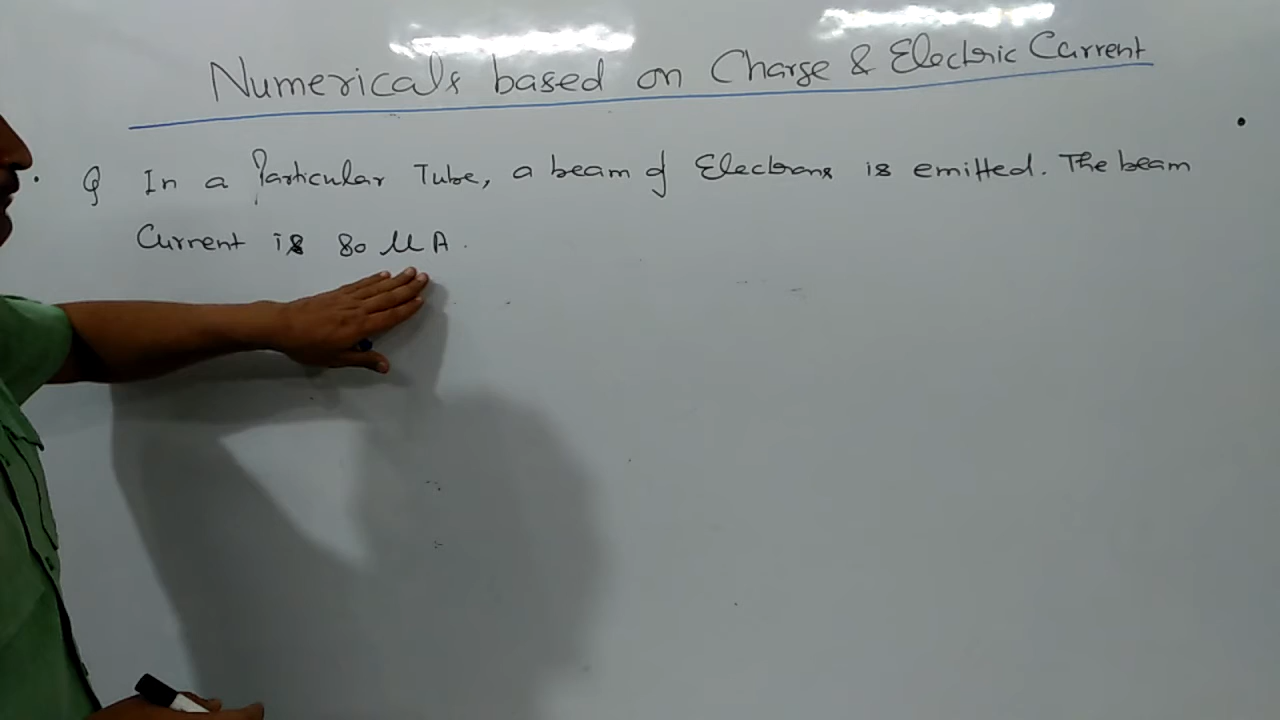 Numericals based on Charge & Electric Current
Q In a Particular Tube, a beam of Electrons is emitted. The beam
Current is 80 μA.